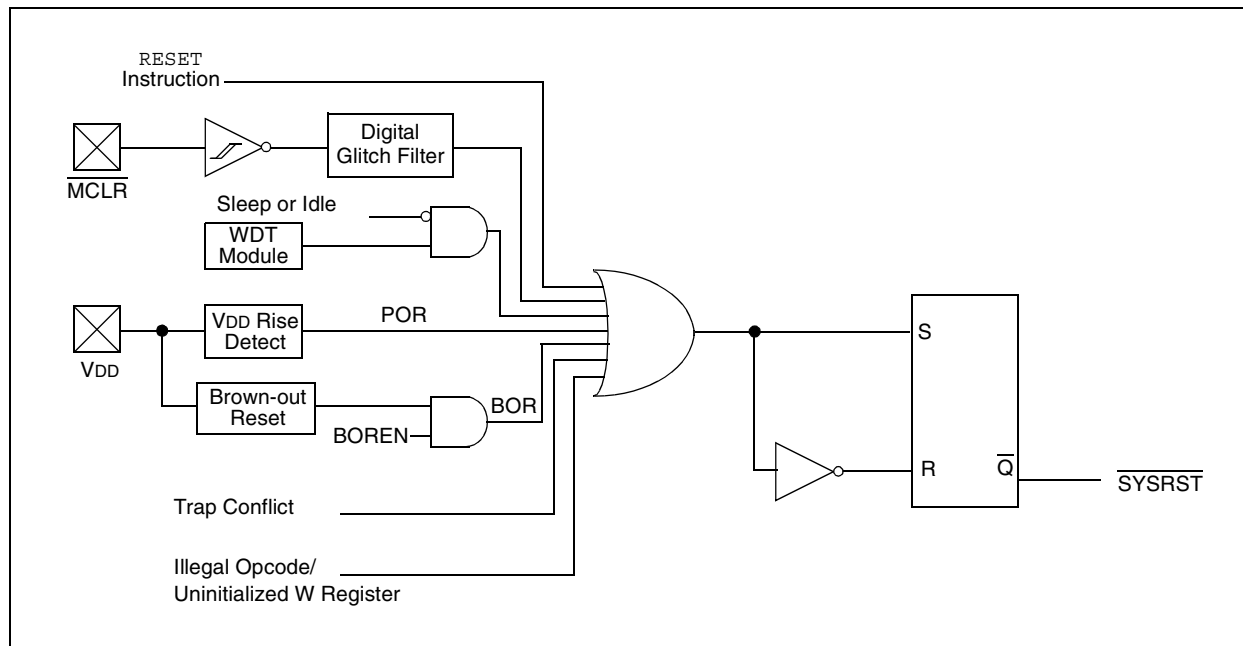 RESET
Instruction
MCLR
Digital
Glitch Filter
Sleep or Idle
WDT
Module
VDD
VDD Rise
Detect
POR
Brown-out
Reset
BOREN
BOR
Trap Conflict
Illegal Opcode/
Uninitialized W Register
S
R
Q
SYSRST